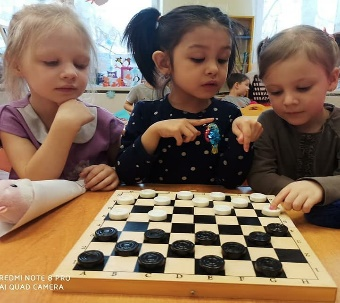 REDMI NOTE 8 PRO
AI QUAD CAMERA
A B C D E F G H